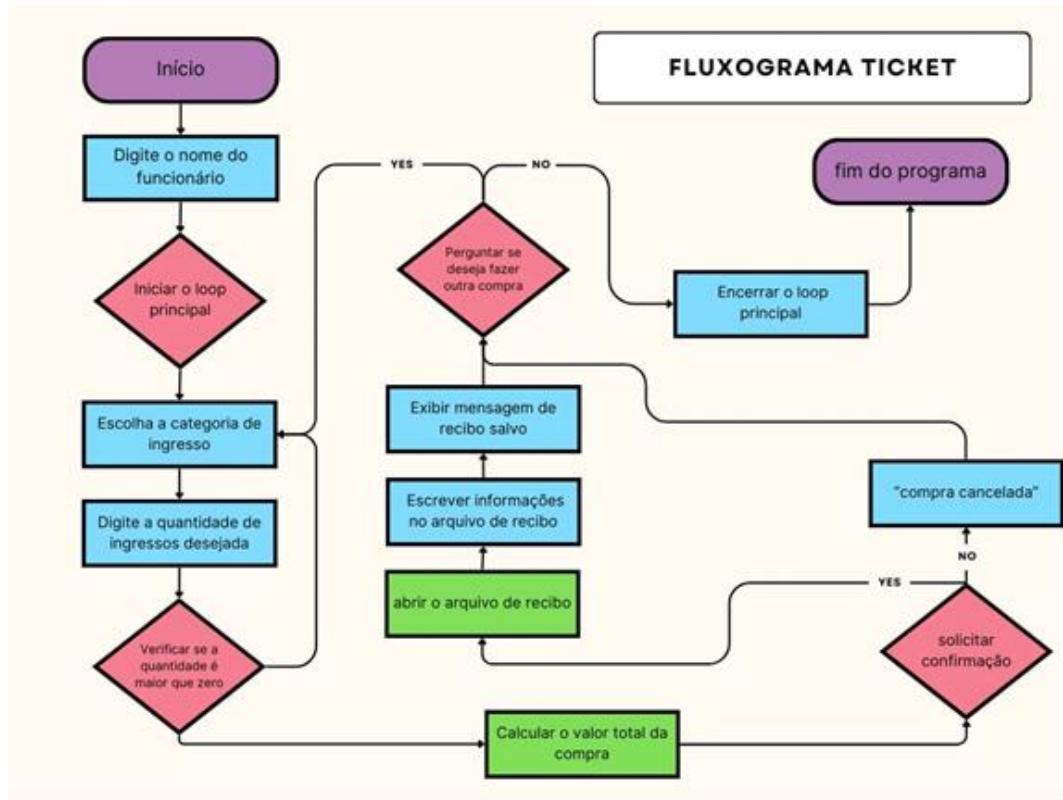 Início
FLUXOGRAMA TICKET
Digite o nome do
funcionário
YES
NO
fim do programa
Iniciar o loop
principal
Perguntar se
deseja fazer
outra compra
Encerrar o loop
principal
Escolha a categoria de
ingresso
Exibir mensagem de
recibo salvo
Digite a quantidade de
ingressos desejada
Escrever informações
no arquivo de recibo
"compra cancelada"
NO
YES
abrir o arquivo de recibo
Verificar se a
quantidade é
maior que zero
solicitar
confirmação
Calcular o valor total da
compra